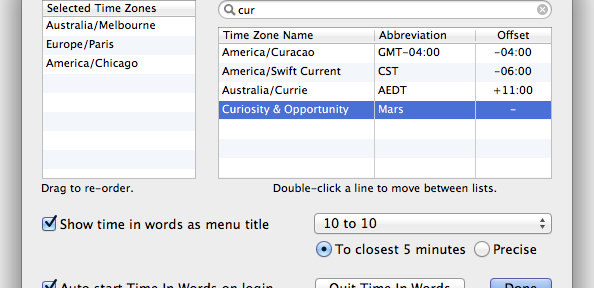 Selected Time Zones
Australia/Melbourne
Europe/Paris
America/Chicago
Drag to re-order.
cur
Time Zone Name Abbreviation Offset
America/Curacao GMT-04:00 -04:00
America/Swift Current CST -06:00
Australia/Currie AEDT +11:00
Curiosity & Opportunity Mars -
Double-click a line to move between lists.
Show time in words as menu title 10 to 10
To closest 5 minutes Precise
Auto start Time In Words on login Quit Time In Words Done